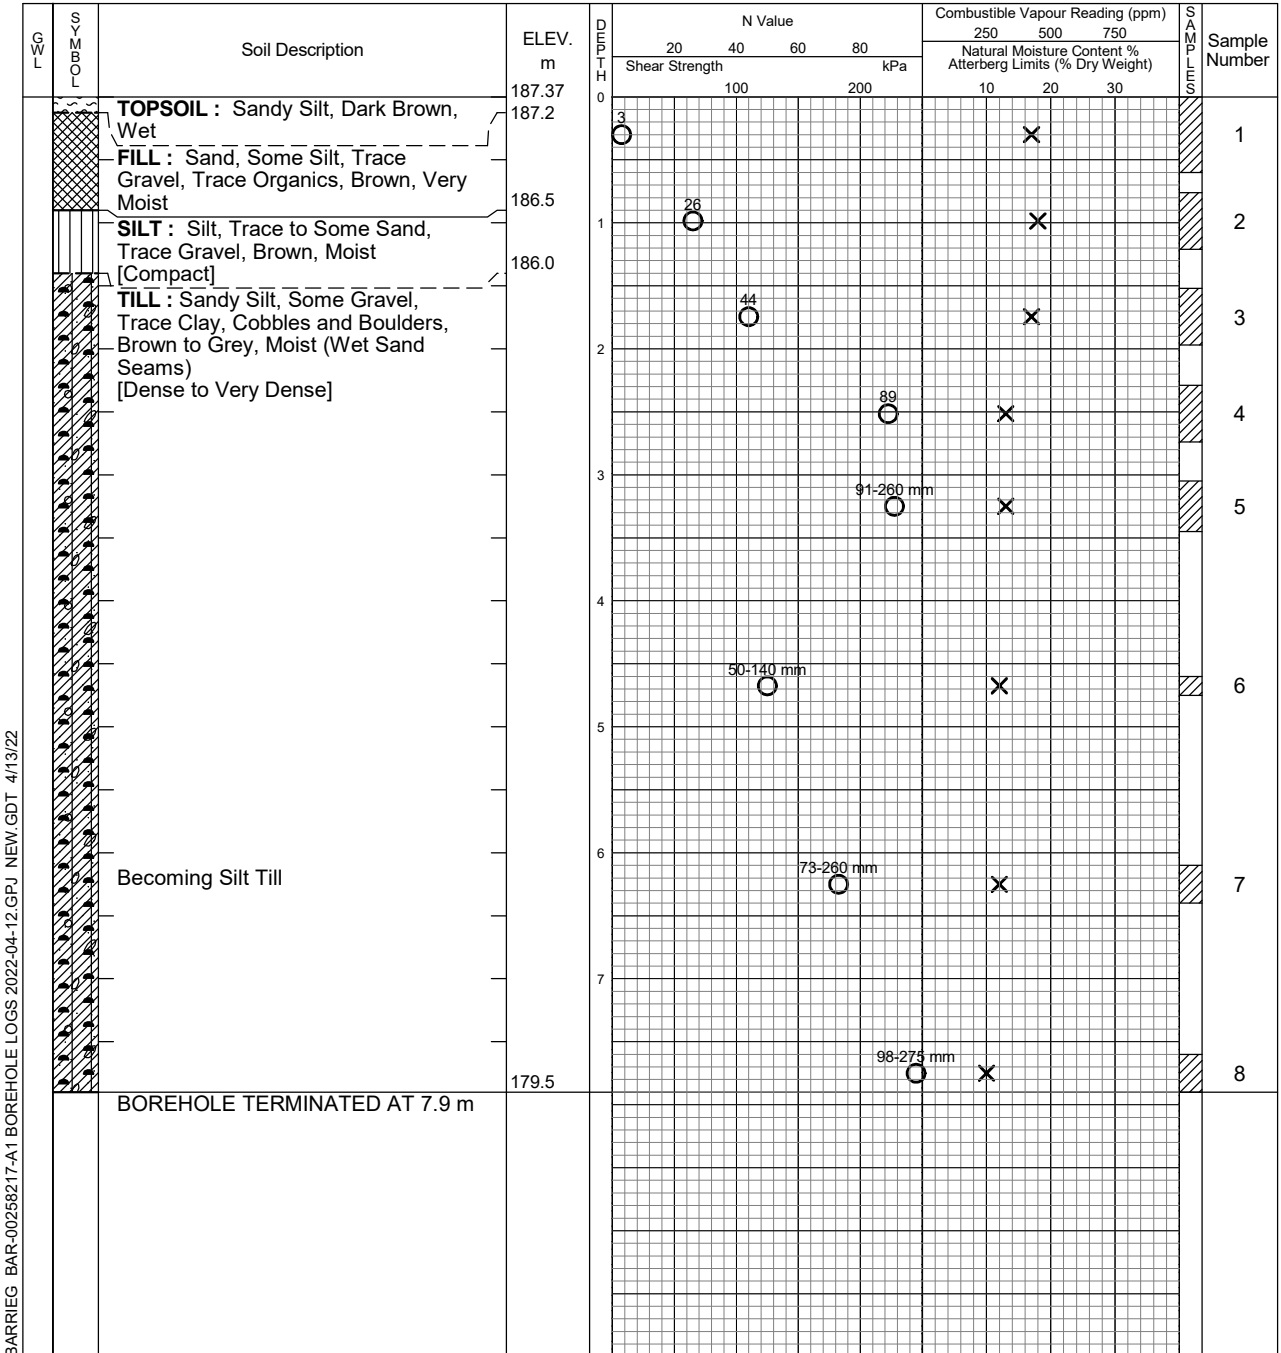 GWL
SYMBOL
Soil Description
ELEV.
m
DEPTH
N Value
20 40 60 80
Shear Strength kPa
100 200
Combustible Vapour Reading (ppm)
250 500 750
Natural Moisture Content %
Atterberg Limits (% Dry Weight)
10 20 30
SAMPLES
Sample
Number
187.37
0
TOPSOIL : Sandy Silt, Dark Brown,
Wet
187.2
3
1
FILL : Sand, Some Silt, Trace
Gravel, Trace Organics, Brown, Very
Moist
186.5
26
1
2
SILT : Silt, Trace to Some Sand,
Trace Gravel, Brown, Moist
[Compact]
186.0
TILL : Sandy Silt, Some Gravel,
Trace Clay, Cobbles and Boulders,
Brown to Grey, Moist (Wet Sand
Seams)
[Dense to Very Dense]
44
3
2
89
4
3
91-260 mm
5
4
50-140 mm
6
5
6
Becoming Silt Till
73-260 mm
7
7
98-275 mm
8
179.5
BOREHOLE TERMINATED AT 7.9 m
BARRIEG BAR-00258217-A1 BOREHOLE LOGS 2022-04-12.GPJ NEW.GDT 4/13/22